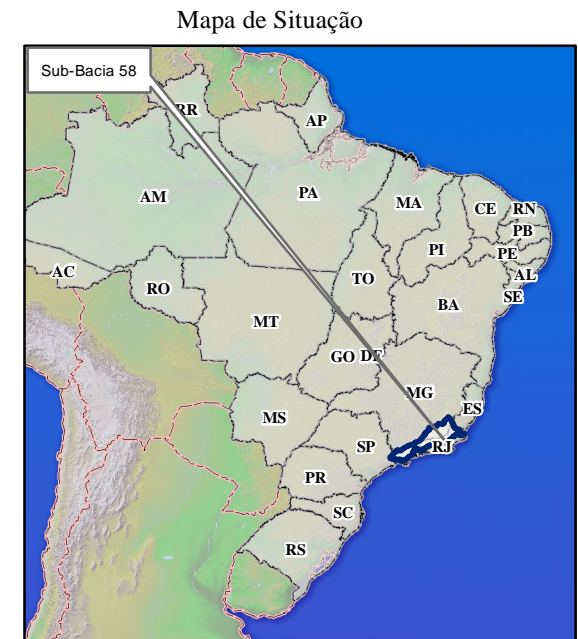 Mapa de Situação
Sub-Bacia 58
RR
AP
AM
PA
MA
CE
RN
PB
PI
PE
AL
AC
RO
TO
SE
BA
MT
GO
DF
MG
ES
MS
SP
RJ
PR
SC
RS